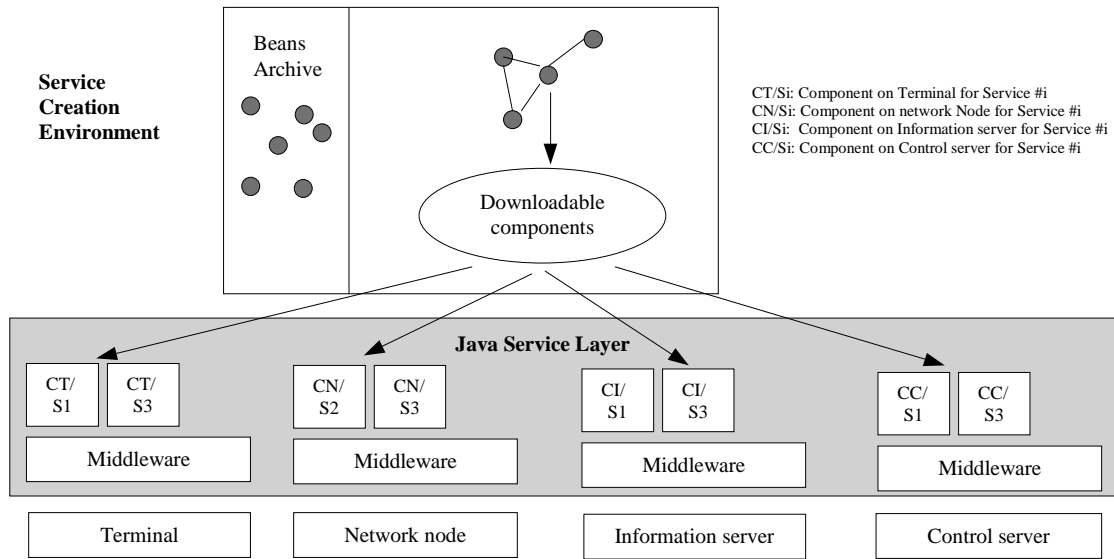 Beans
Archive
Service
Creation
Environment
CT/Si: Component on Terminal for Service #i
CN/Si: Component on network Node for Service #i
CI/Si: Component on Information server for Service #i
CC/Si: Component on Control server for Service #i
Downloadable
components
Java Service Layer
CT/
S1
CT/
S3
CN/
S2
CN/
S3
CI/
S1
CI/
S3
CC/
S1
CC/
S3
Middleware
Middleware
Middleware
Middleware
Terminal
Network node
Information server
Control server